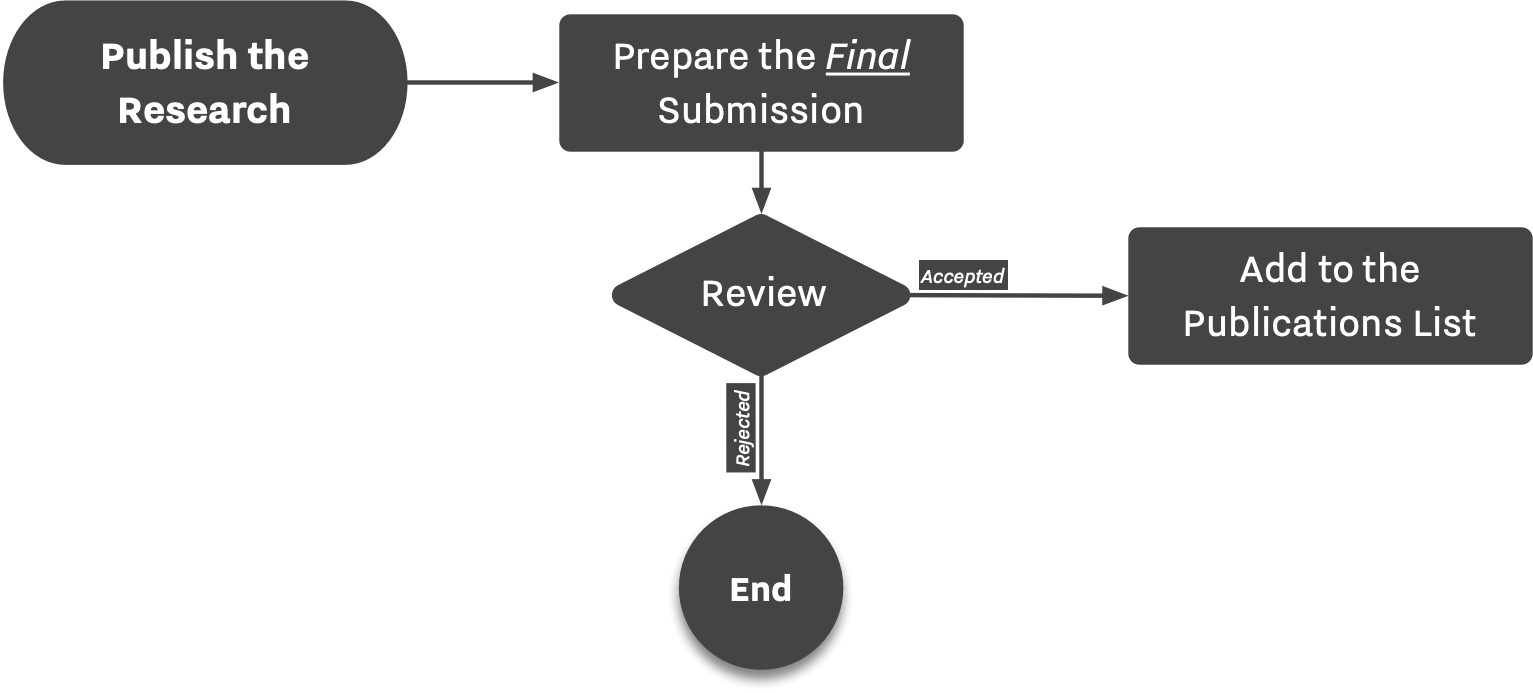 Publish the
Research
Prepare the Final
Submission
Review
Accepted
Add to the
Publications List
Rejected
End